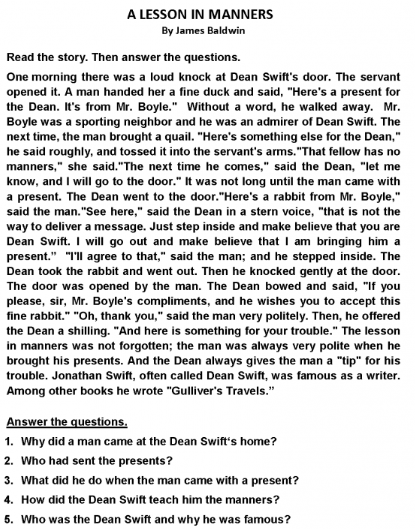 A LESSON IN MANNERS
By James Baldwin
Read the story. Then answer the questions.
One morning there was a loud knock at Dean Swift's door. The servant
opened it. A man handed her a fine duck and said, "Here's a present for
the Dean. It's from Mr. Boyle."  Without a word, he walked away.   Mr.
Boyle was a sporting neighbor and he was an admirer of Dean Swift. The
next time, the man brought a quail. "Here's something else for the Dean,"
he said roughly, and tossed it into the servant's arms."That fellow has no
manners," she said."The next time he comes," said the Dean, "let me
know, and I will go to the door." It was not long until the man came with
a present. The Dean went to the door."Here's a rabbit from Mr. Boyle,"
said the man."See here," said the Dean in a stern voice, "that is not the
way to deliver a message. Just step inside and make believe that you are
Dean Swift. I will go out and make believe that I am bringing him a
present.”  "I'll agree to that," said the man; and he stepped inside. The
Dean took the rabbit and went out. Then he knocked gently at the door.
The door was opened by the man. The Dean bowed and said, "If you
please, sir, Mr. Boyle's compliments, and he wishes you to accept this
fine rabbit." "Oh, thank you," said the man very politely. Then, he offered
the Dean a shilling. "And here is something for your trouble." The lesson
in manners was not forgotten; the man was always very polite when he
brought his presents. And the Dean always gives the man a "tip" for his
trouble. Jonathan Swift, often called Dean Swift, was famous as a writer.
Among other books he wrote "Gulliver's Travels.”
Answer the questions.
1. Why did a man came at the Dean Swift‘s home?
2. Who had sent the presents?
3. What did he do when the man came with a present?
4. How did the Dean Swift teach him the manners?
5. Who was the Dean Swift and why he was famous?